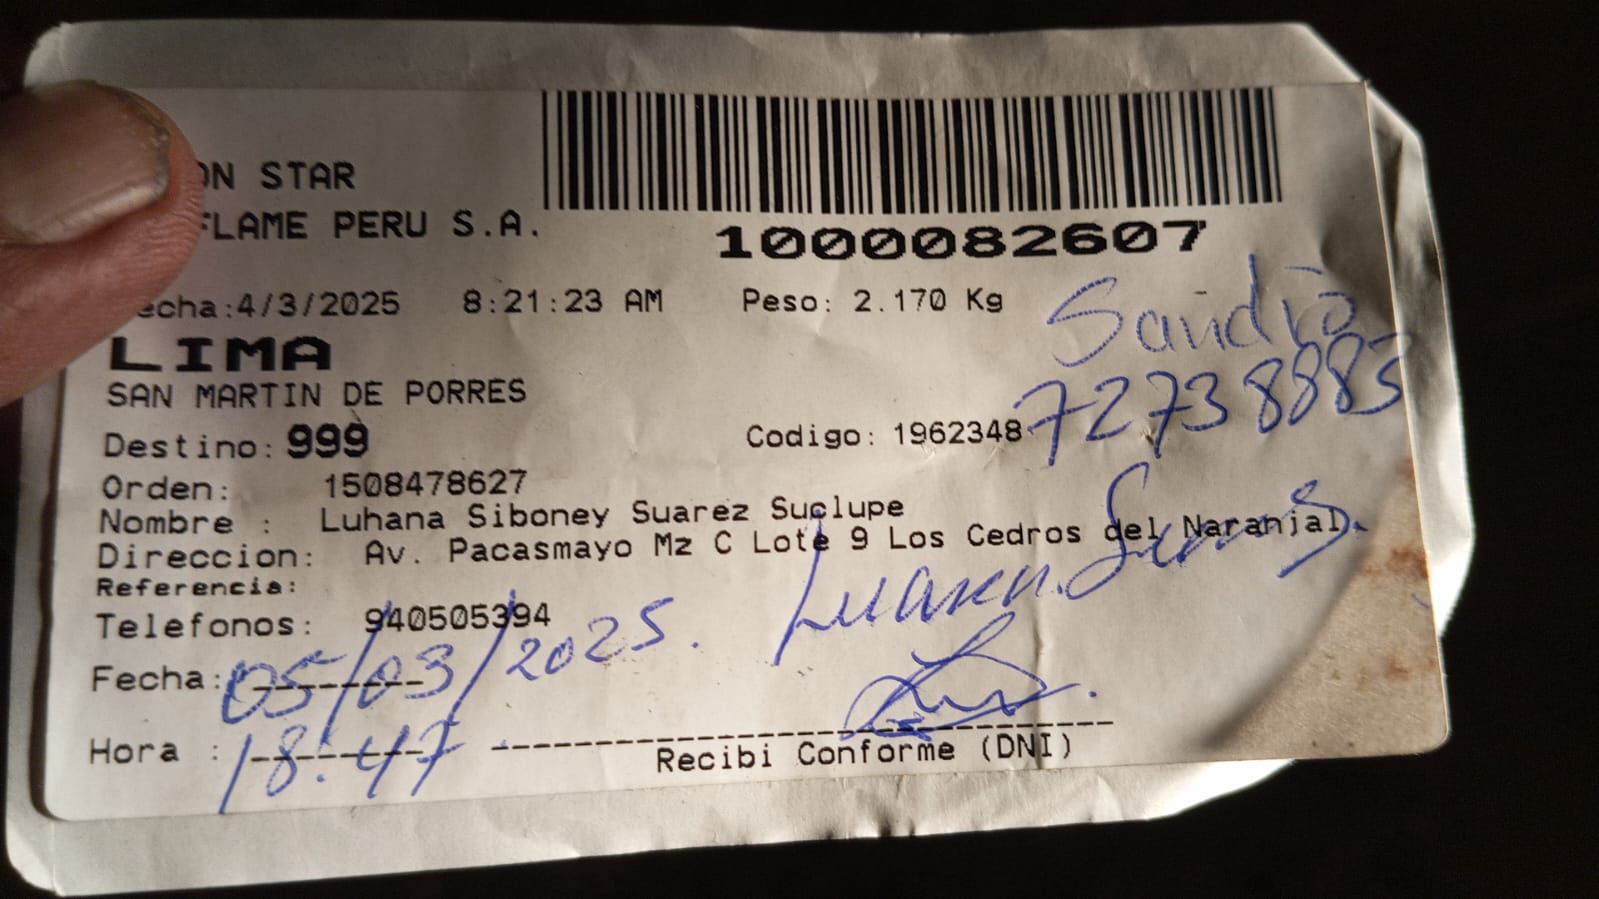 ON STAR
FLAME PERU S.A.
1000082607
echa:4/3/2025 8:21:23 AM Peso: 2.170 Kg
Sandra
LIMA
SAN MARTIN DE PORRES
72738883
Destino: 999 Codigo: 1962348
Orden: 1508478627
Nombre : Luhana Siboney Suarez Suclupe
Direccion: Av. Pacasmayo Mz C Lote 9 Los Cedros del Naranjal.
Referencia:
Telefonos: 940505394
Fecha: 05/03/2025.
Hora : 18:47
Recibi Conforme (DNI)